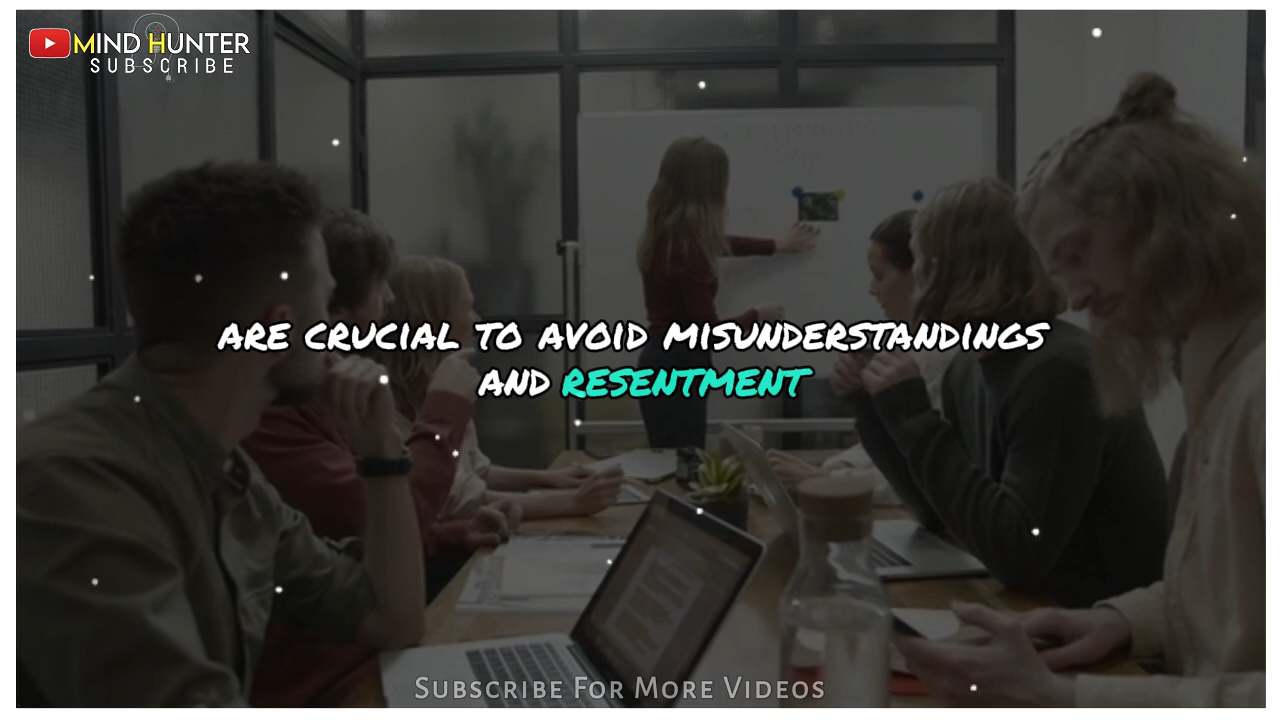 MIND HUNTER
SUBSCRIBE
ARE CRUCIAL TO AVOID MISUNDERSTANDINGS
AND RESENTMENT
SUBSCRIBE FOR MORE VIDEOS